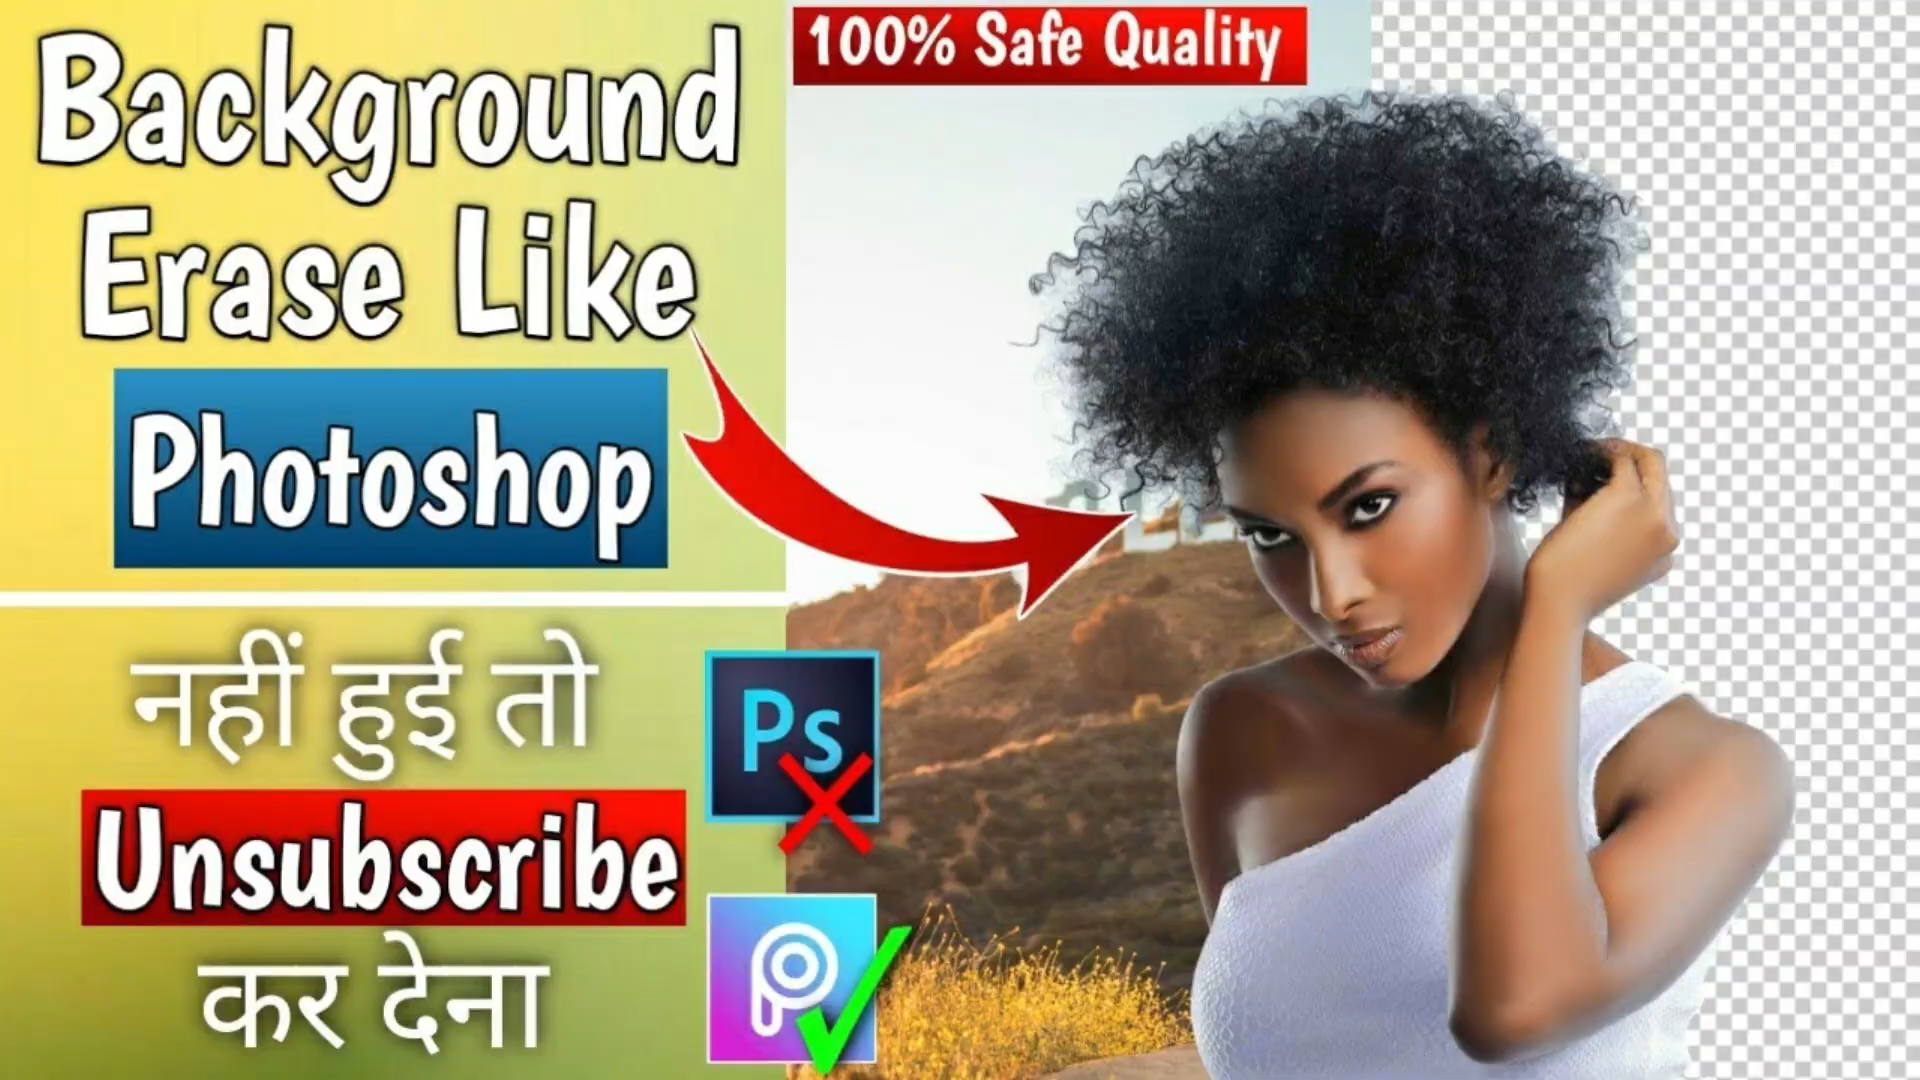 Background
Erase Like
Photoshop
100% Safe Quality
नहीं हुई तो
Unsubscribe
कर देना
Ps